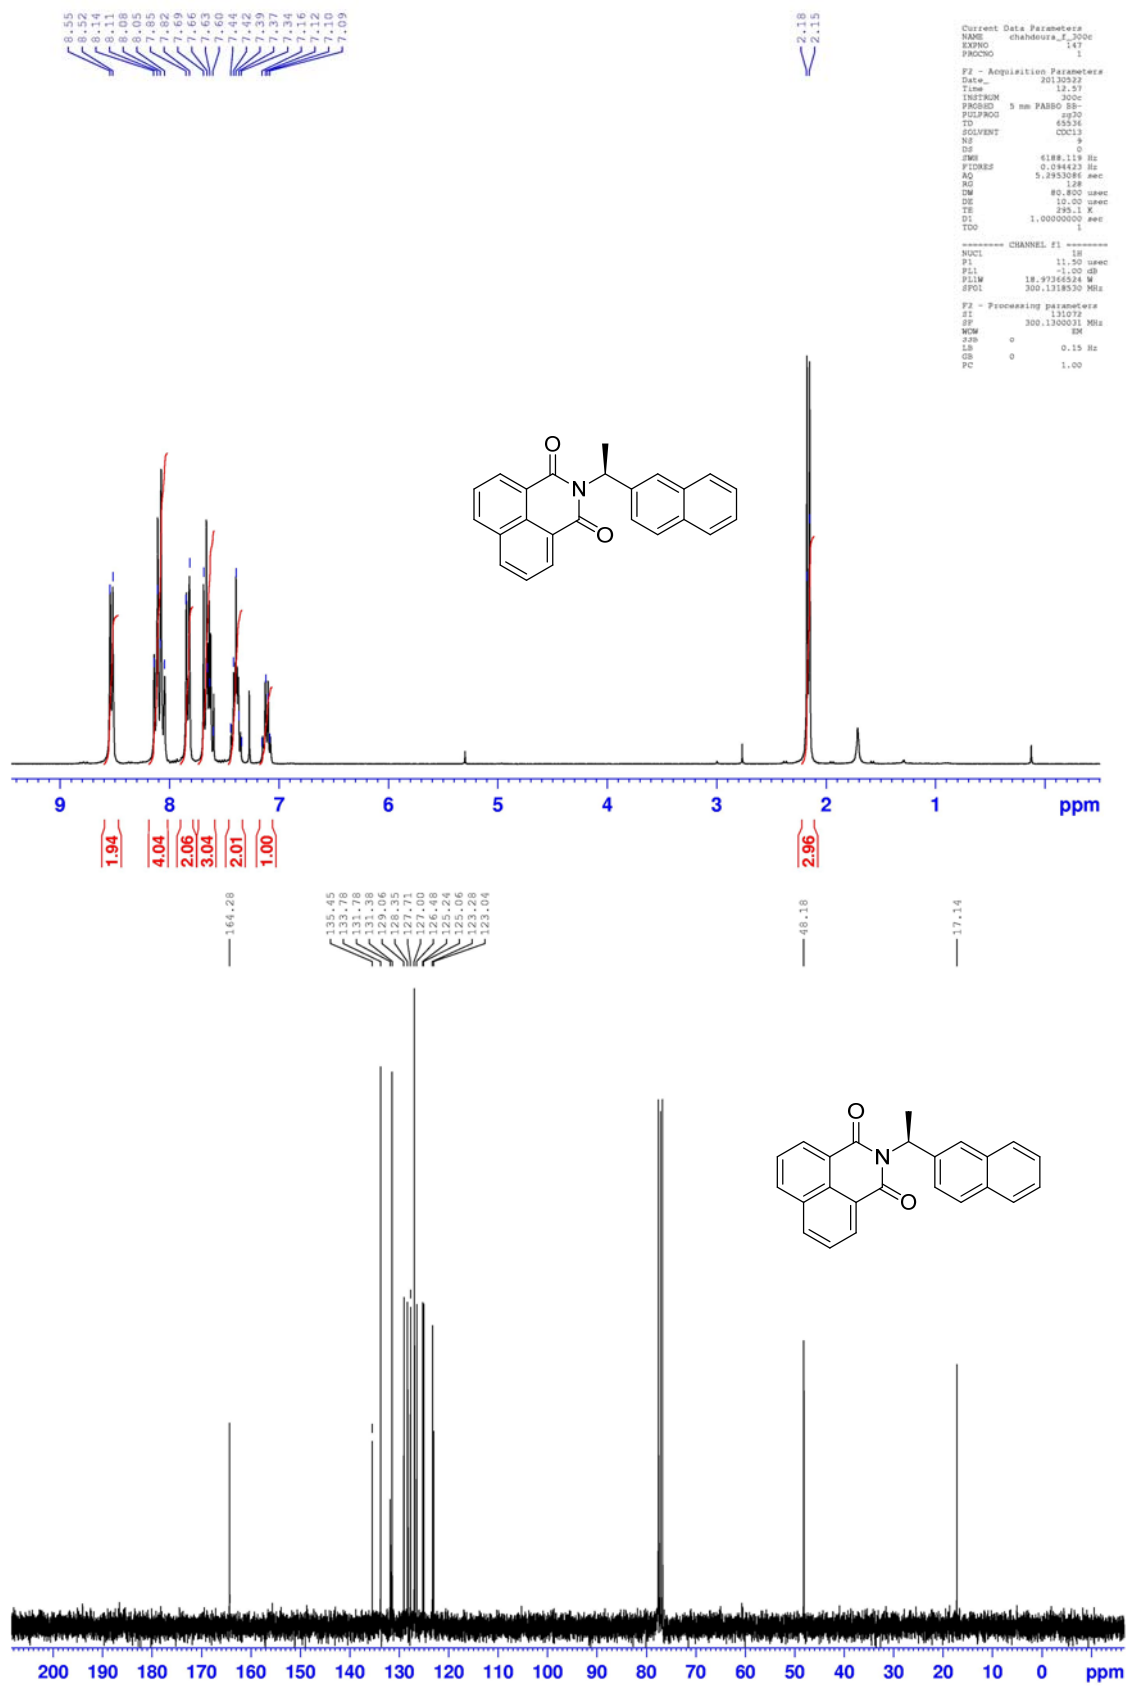 8.55
8.52
8.14
8.11
8.08
8.05
7.85
7.82
7.69
7.66
7.63
7.60
7.44
7.42
7.39
7.37
7.34
7.16
7.12
7.10
7.09
2.18
2.15
Current Data Parameters
NAME chahdoura_f_300c
EXPNO 147
PROCNO 1
F2 - Acquisition Parameters
Date_ 20130522
Time 12.57
INSTRUM 300c
PROBHD 5 mm PABBO BB-
PULPROG zg30
TD 65536
SOLVENT CDCl3
NS 9
DS 0
SWH 6188.119 Hz
FIDRES 0.094423 Hz
AQ 5.2953086 sec
RG 128
DW 80.800 usec
DE 10.00 usec
TE 295.1 K
D1 1.00000000 sec
TD0 1
======== CHANNEL f1 ========
NUC1 1H
P1 11.50 usec
PL1 -1.00 dB
PL1W 18.97366524 W
SFO1 300.1318530 MHz
F2 - Processing parameters
SI 131072
SF 300.1300031 MHz
WDW EM
SSB 0
LB 0.15 Hz
GB 0
PC 1.00
O
N
O
9 8 7 6 5 4 3 2 1 ppm
1.94
4.04
2.06
3.04
2.01
1.00
2.96
164.28
135.45
133.78
131.78
131.38
129.06
128.35
127.71
127.00
126.48
125.24
125.06
123.28
123.04
48.18
17.14
O
N
O
200 190 180 170 160 150 140 130 120 110 100 90 80 70 60 50 40 30 20 10 0 ppm